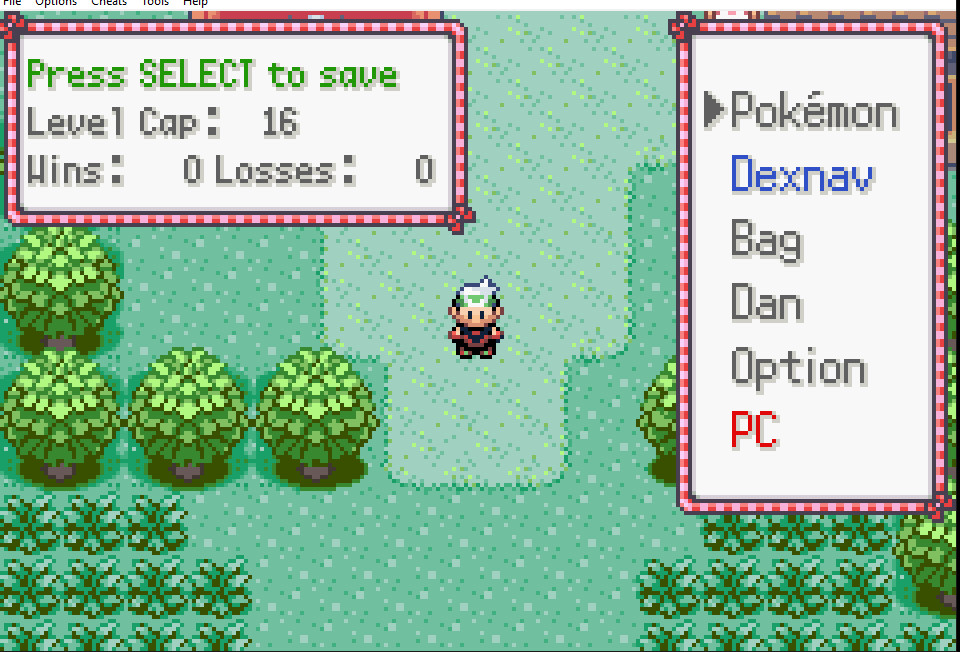 File Options Cheats Tools Help
Press SELECT to save
Level Cap: 16
Wins: 0 Losses: 0
Pokémon
Dexnav
Bag
Dan
Option
PC